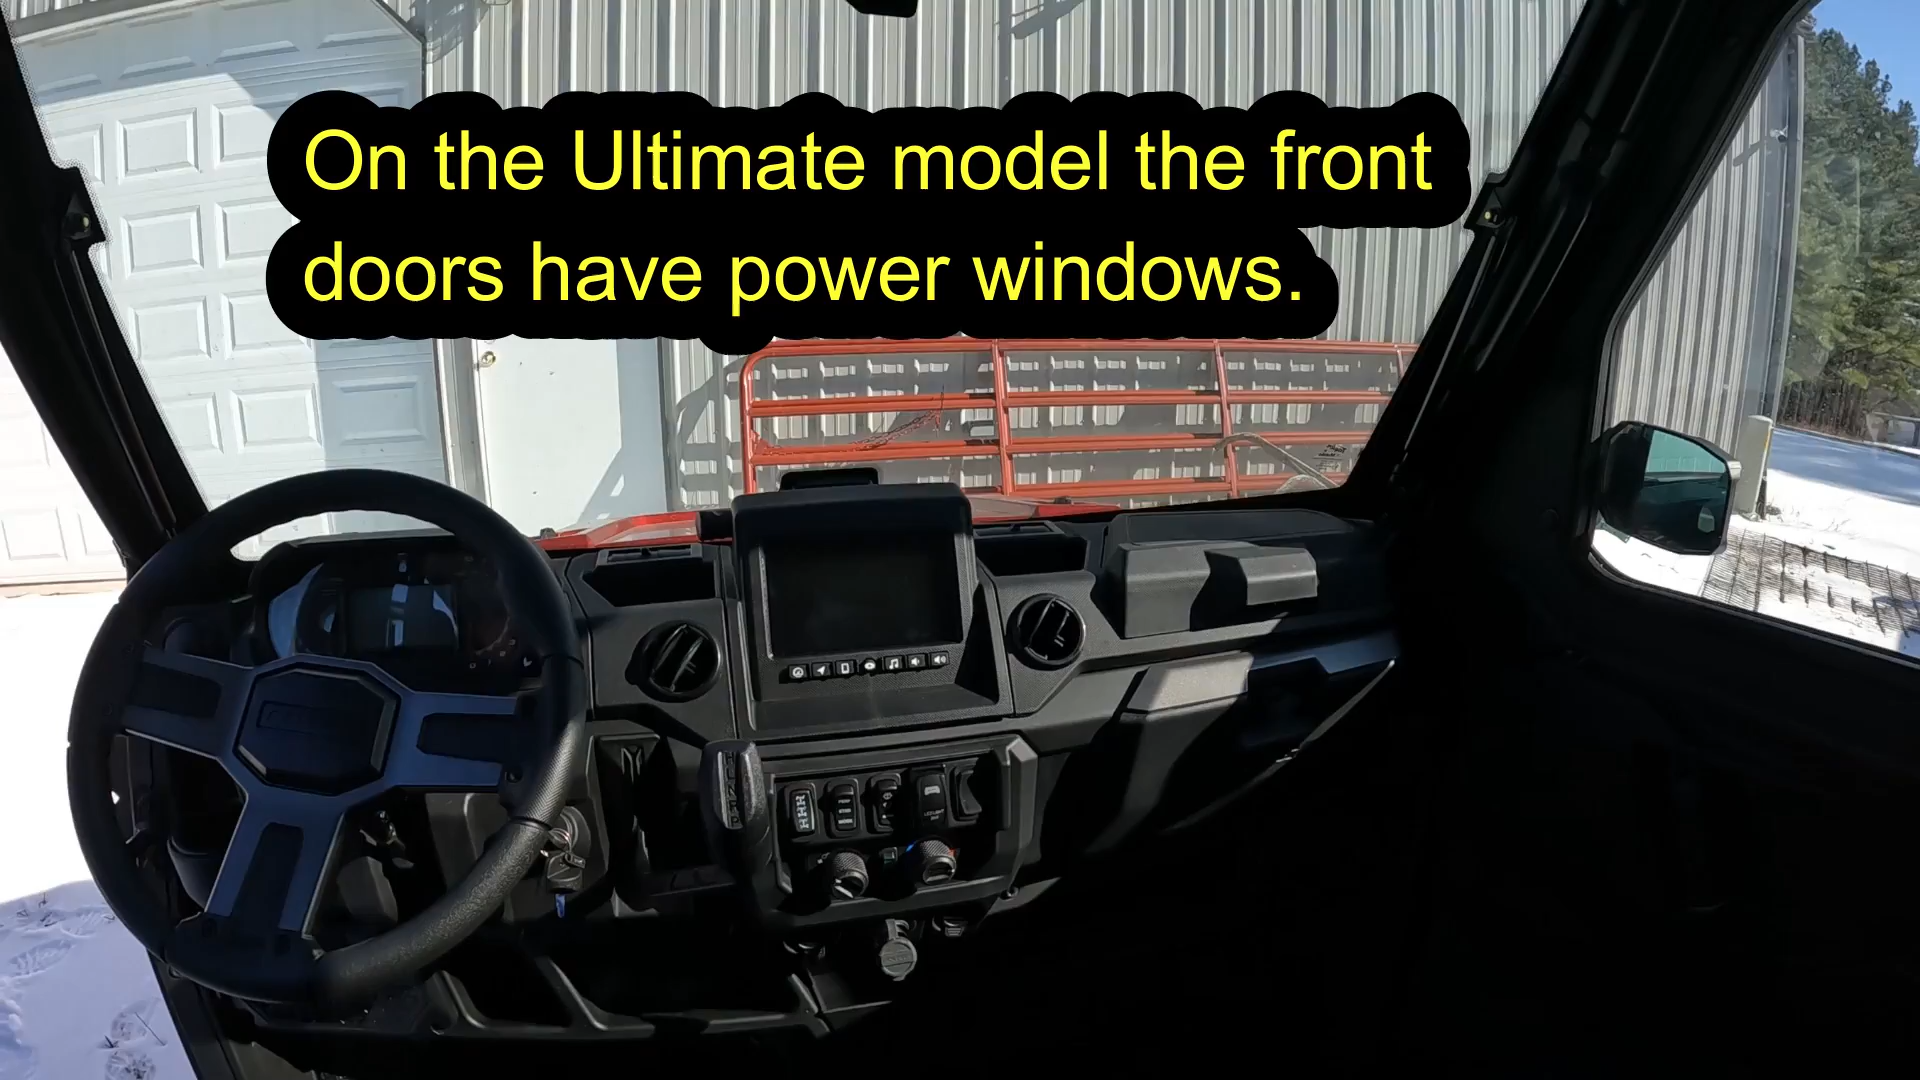 On the Ultimate model the front
doors have power windows.